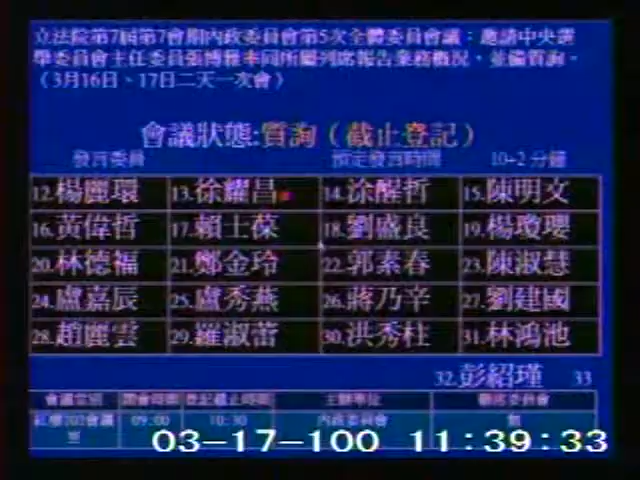 立法院第7屆第7會期內政委員會第5次全體委員會議：邀請中央選
舉委員會主任委員張博雅率同所屬列席報告業務概況，並備質詢。
（3月16日、17日二天一次會）
會議狀態:質詢（截止登記）
發言委員 預定發言時間 10+2 分鐘
12.楊麗環 13.徐耀昌 14.涂醒哲 15.陳明文
16.黃偉哲 17.賴士葆 18.劉盛良 19.楊瓊瓔
20.林德福 21.鄭金玲 22.郭素春 23.陳淑慧
24.盧嘉辰 25.盧秀燕 26.蔣乃辛 27.劉建國
28.趙麗雲 29.羅淑蕾 30.洪秀柱 31.林鴻池
32.彭紹瑾 33
會議室別 開會時間 登記截止時間 主辦單位 聯席委員會
紅樓202會議室 09:00 10:30 內政委員會 無
03-17-100 11:39:33